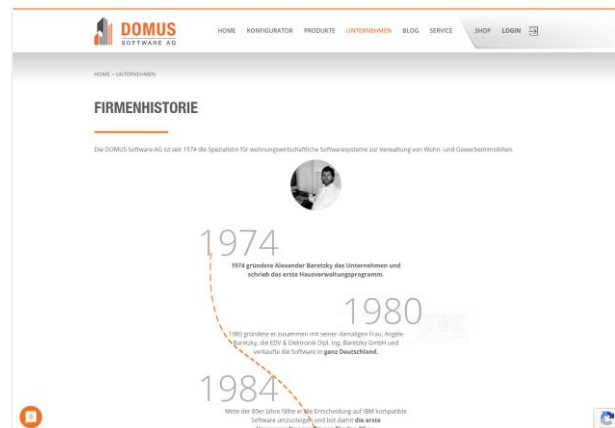 DOMUS
SOFTWARE AG
HOME KONFIGURATOR PRODUKTE UNTERNEHMEN BLOG SERVICE SHOP LOGIN
HOME > UNTERNEHMEN
FIRMENHISTORIE
Die DOMUS Software AG ist seit 1974 die Spezialistin für wohnungswirtschaftliche Softwaresysteme zur Verwaltung von Wohn- und Gewerbeimmobilien.
1974
1974 gründete Alexander Baretzky das Unternehmen und
schrieb das erste Hausverwaltungsprogramm.
1980
1980 gründete er zusammen mit seiner damaligen Frau, Angèle
Baretzky, die EDV & Elektronik Dipl. Ing. Baretzky GmbH und
verkaufte die Software in ganz Deutschland.
1984
Mitte der 80er Jahre fällte er die Entscheidung auf IBM kompatible
Software umzusteigen und bot damit die erste